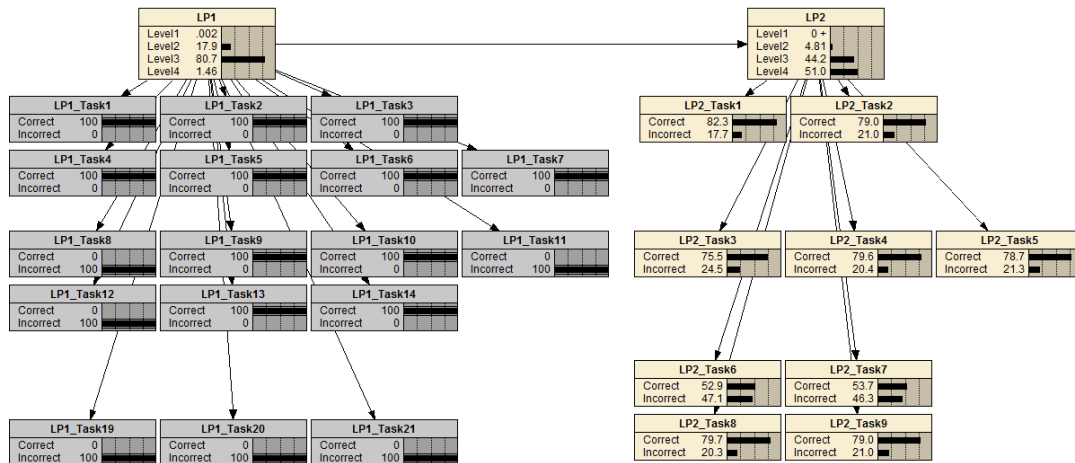 LP1
Level1 .002
Level2 17.9
Level3 80.7
Level4 1.46
LP2
Level1 0 +
Level2 4.81
Level3 44.2
Level4 51.0
LP1_Task1
Correct 100
Incorrect 0
LP1_Task2
Correct 100
Incorrect 0
LP1_Task3
Correct 100
Incorrect 0
LP2_Task1
Correct 82.3
Incorrect 17.7
LP2_Task2
Correct 79.0
Incorrect 21.0
LP1_Task4
Correct 100
Incorrect 0
LP1_Task5
Correct 100
Incorrect 0
LP1_Task6
Correct 100
Incorrect 0
LP1_Task7
Correct 100
Incorrect 0
LP1_Task8
Correct 0
Incorrect 100
LP1_Task9
Correct 100
Incorrect 0
LP1_Task10
Correct 100
Incorrect 0
LP1_Task11
Correct 0
Incorrect 100
LP2_Task3
Correct 75.5
Incorrect 24.5
LP2_Task4
Correct 79.6
Incorrect 20.4
LP2_Task5
Correct 78.7
Incorrect 21.3
LP1_Task12
Correct 0
Incorrect 100
LP1_Task13
Correct 100
Incorrect 0
LP1_Task14
Correct 100
Incorrect 0
LP2_Task6
Correct 52.9
Incorrect 47.1
LP2_Task7
Correct 53.7
Incorrect 46.3
LP1_Task19
Correct 0
Incorrect 100
LP1_Task20
Correct 0
Incorrect 100
LP1_Task21
Correct 0
Incorrect 100
LP2_Task8
Correct 79.7
Incorrect 20.3
LP2_Task9
Correct 79.0
Incorrect 21.0